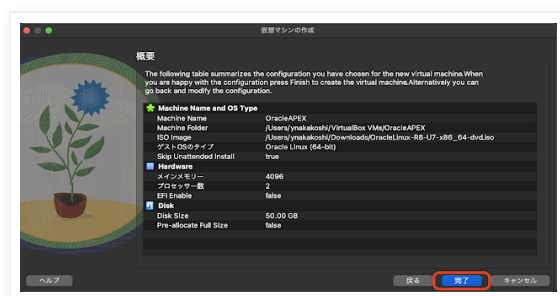 仮想マシンの作成
概要
The following table summarizes the configuration you have chosen for the new virtual machine.When
you are happy with the configuration press Finish to create the virtual machine.Alternatively you can
go back and modify the configuration.
Machine Name and OS Type
Machine Name OracleAPEX
Machine Folder /Users/ynakakoshi/VirtualBox VMs/OracleAPEX
ISO Image /Users/ynakakoshi/Downloads/OracleLinux-R8-U7-x86_64-dvd.iso
ゲストOSのタイプ Oracle Linux (64-bit)
Skip Unattended Install true
Hardware
メインメモリー 4096
プロセッサー数 2
EFI Enable false
Disk
Disk Size 50.00 GB
Pre-allocate Full Size false
ヘルプ 戻る 完了 キャンセル